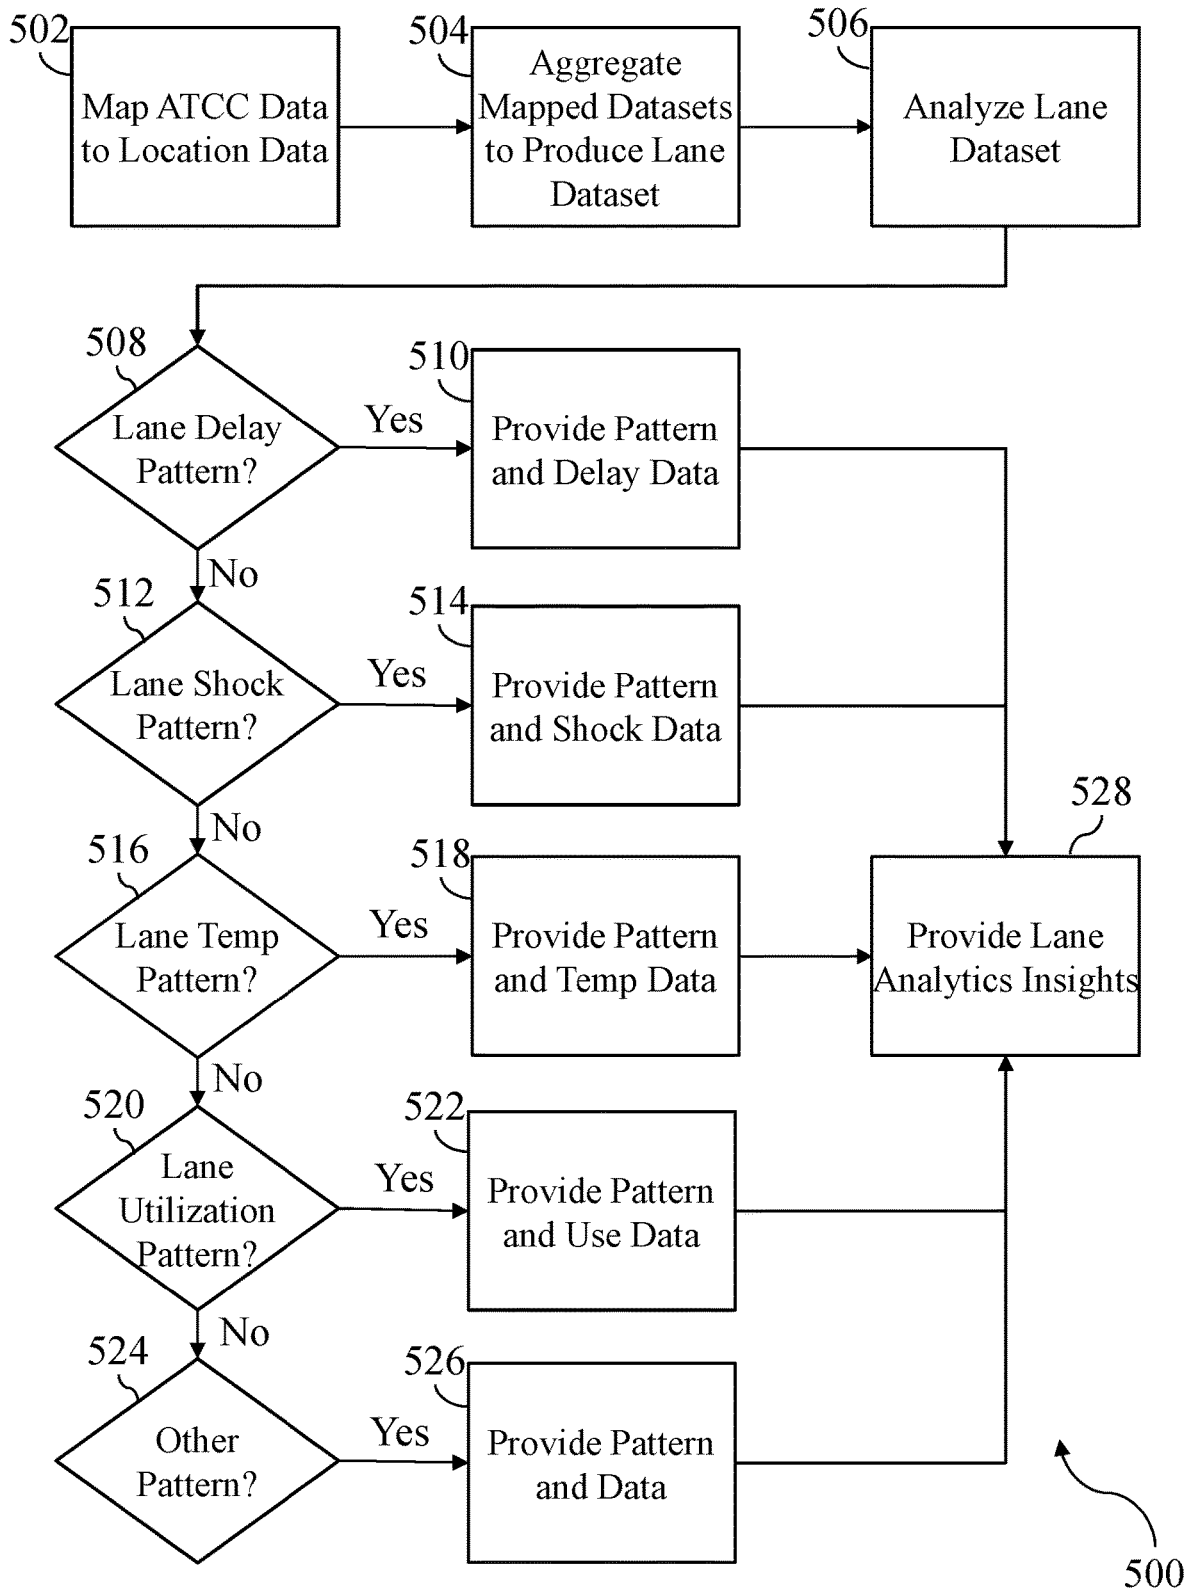 502
Map ATCC Data
to Location Data
504
Aggregate
Mapped Datasets
to Produce Lane
Dataset
506
Analyze Lane
Dataset
508
Lane Delay
Pattern?
Yes
510
Provide Pattern
and Delay Data
No
512
Lane Shock
Pattern?
Yes
514
Provide Pattern
and Shock Data
No
516
Lane Temp
Pattern?
Yes
518
Provide Pattern
and Temp Data
528
Provide Lane
Analytics Insights
No
520
Lane
Utilization
Pattern?
Yes
522
Provide Pattern
and Use Data
No
524
Other
Pattern?
Yes
526
Provide Pattern
and Data
500